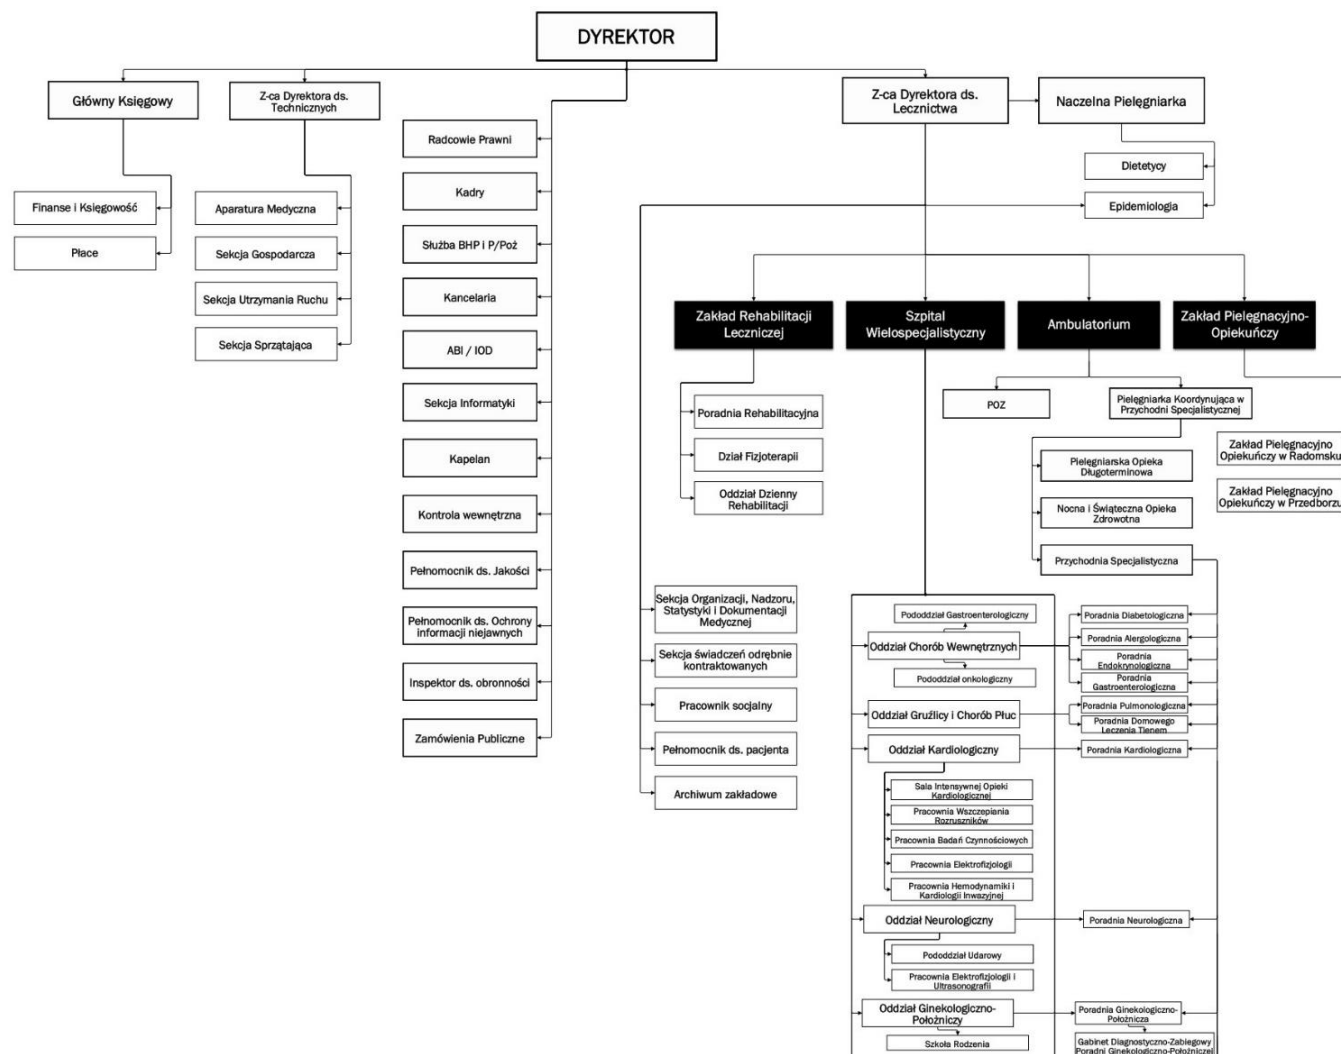 DYREKTOR
Główny Księgowy
Z-ca Dyrektora ds.
Technicznych
Z-ca Dyrektora ds.
Lecznictwa
Naczelna Pielęgniarka
Finanse i Księgowość
Płace
Aparatura Medyczna
Sekcja Gospodarcza
Sekcja Utrzymania Ruchu
Sekcja Sprzątająca
Radcowie Prawni
Kadry
Służba BHP i P/Poż
Kancelaria
ABI / IOD
Sekcja Informatyki
Kapelan
Kontrola wewnętrzna
Pełnomocnik ds. Jakości
Pełnomocnik ds. Ochrony
informacji niejawnych
Inspektor ds. obronności
Zamówienia Publiczne
Dietetycy
Epidemiologia
Zakład Rehabilitacji
Leczniczej
Szpital
Wielospecjalistyczny
Ambulatorium
Zakład Pielęgnacyjno-
Opiekuńczy
Poradnia Rehabilitacyjna
Dział Fizjoterapii
Oddział Dzienny
Rehabilitacji
POZ
Pielęgniarka Koordynująca w
Przychodni Specjalistycznej
Pielęgniarska Opieka
Długoterminowa
Nocna i Świąteczna Opieka
Zdrowotna
Przychodnia Specjalistyczna
Zakład Pielęgnacyjno
Opiekuńczy w Radomsku
Zakład Pielęgnacyjno
Opiekuńczy w Przedborzu
Sekcja Organizacji, Nadzoru,
Statystyki i Dokumentacji
Medycznej
Sekcja świadczeń odrębnie
kontraktowanych
Pracownik socjalny
Pełnomocnik ds. pacjenta
Archiwum zakładowe
Pododdział Gastroenterologiczny
Oddział Chorób Wewnętrznych
Pododdział onkologiczny
Oddział Gruźlicy i Chorób Płuc
Oddział Kardiologiczny
Sala Intensywnej Opieki
Kardiologicznej
Pracownia Wszczepiania
Rozruszników
Pracownia Badań Czynnościowych
Pracownia Elektrofizjologii
Pracownia Hemodynamiki i
Kardiologii Inwazyjnej
Oddział Neurologiczny
Pododdział Udarowy
Pracownia Elektrofizjologii i
Ultrasonografii
Oddział Ginekologiczno-
Położniczy
Szkoła Rodzenia
Poradnia Diabetologiczna
Poradnia Alergologiczna
Poradnia
Endokrynologiczna
Poradnia
Gastroenterologiczna
Poradnia Pulmonologiczna
Poradnia Domowego
Leczenia Tlenem
Poradnia Kardiologiczna
Poradnia Neurologiczna
Poradnia Ginekologiczno-
Położnicza
Gabinet Diagnostyczno-Zabiegowy
Poradni Ginekologiczno-Położniczej